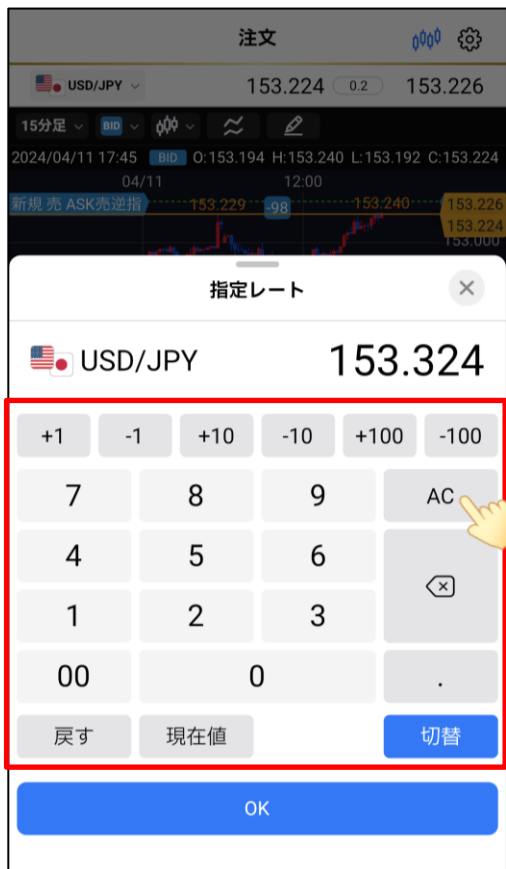 注文
USD/JPY 153.224 0.2 153.226
15分足 BID
2024/04/11 17:45 BID O:153.194 H:153.240 L:153.192 C:153.224
04/11 12:00
新規 売 ASK売逆指 153.229 -98 153.240 153.226
153.224
153.000
指定レート
USD/JPY 153.324
+1 -1 +10 -10 +100 -100
7 8 9 AC
4 5 6
1 2 3
00 0 .
戻す 現在値 切替
OK